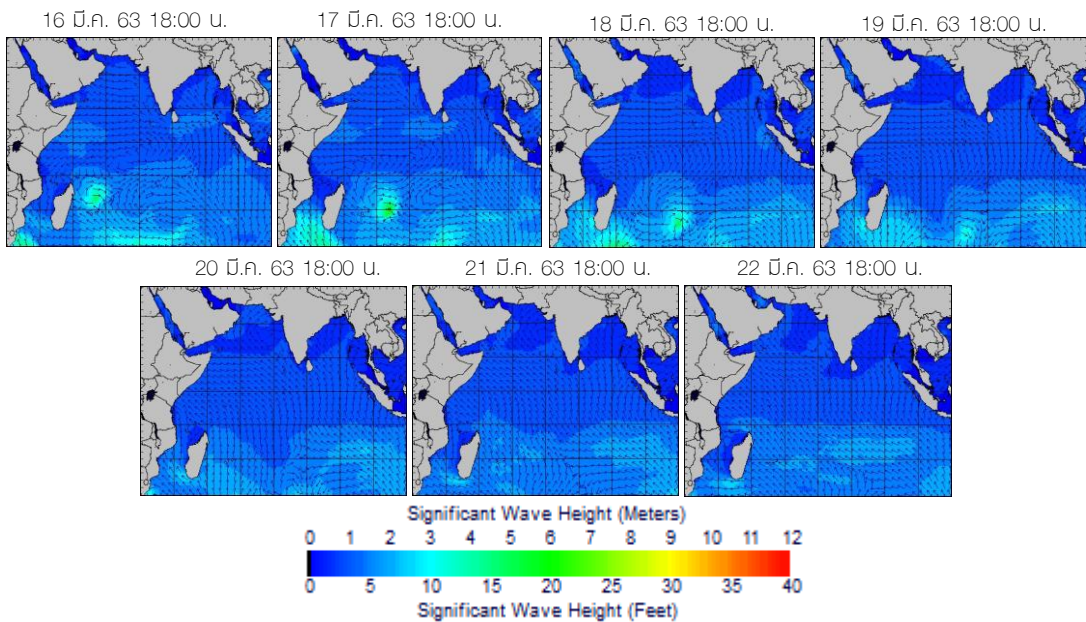 16 มี.ค. 63 18:00 น.
17 มี.ค. 63 18:00 น.
18 มี.ค. 63 18:00 น.
19 มี.ค. 63 18:00 น.
20 มี.ค. 63 18:00 น.
21 มี.ค. 63 18:00 น.
22 มี.ค. 63 18:00 น.
Significant Wave Height (Meters)
0 1 2 3 4 5 6 7 8 9 10 11 12
0 5 10 15 20 25 30 35 40
Significant Wave Height (Feet)